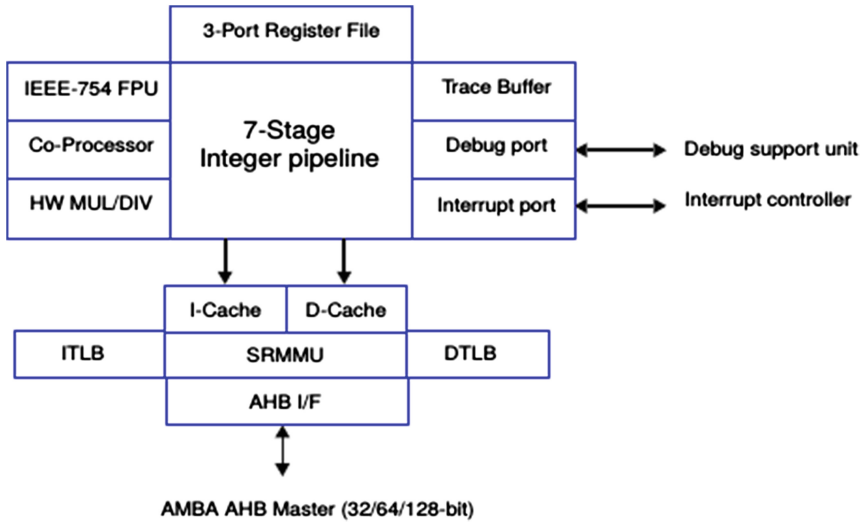 3-Port Register File
IEEE-754 FPU
Co-Processor
HW MUL/DIV
7-Stage
Integer pipeline
Trace Buffer
Debug port
Interrupt port
Debug support unit
Interrupt controller
I-Cache
D-Cache
ITLB
SRMMU
DTLB
AHB I/F
AMBA AHB Master (32/64/128-bit)